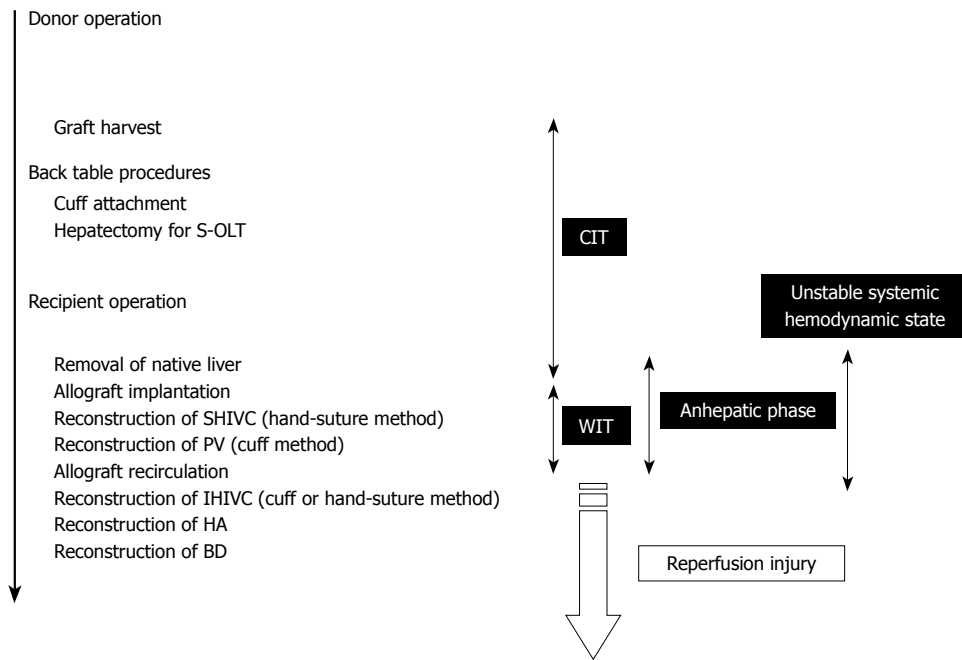 Donor operation
Graft harvest
Back table procedures
Cuff attachment
Hepatectomy for S-OLT
CIT
Recipient operation
Unstable systemic
hemodynamic state
Removal of native liver
Allograft implantation
Reconstruction of SHIVC (hand-suture method)
Reconstruction of PV (cuff method)
Allograft recirculation
Reconstruction of IHIVC (cuff or hand-suture method)
Reconstruction of HA
Reconstruction of BD
WIT
Anhepatic phase
Reperfusion injury